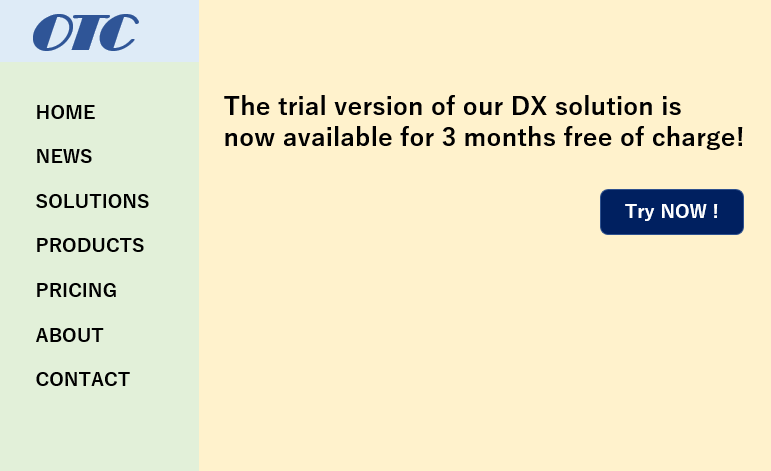 OTC
HOME
NEWS
SOLUTIONS
PRODUCTS
PRICING
ABOUT
CONTACT
The trial version of our DX solution is
now available for 3 months free of charge!
Try NOW !